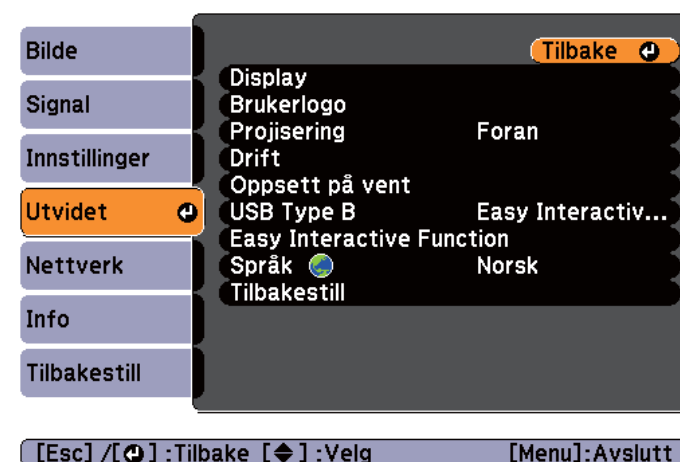 Bilde
Signal
Innstillinger
Utvidet
Nettverk
Info
Tilbakestill
Tilbake
Display
Brukerlogo
Projisering Foran
Drift
Oppsett på vent
USB Type B Easy Interactiv...
Easy Interactive Function
Språk Norsk
Tilbakestill
[Esc] /[⏎] :Tilbake [◆] :Velg [Menu]:Avslutt